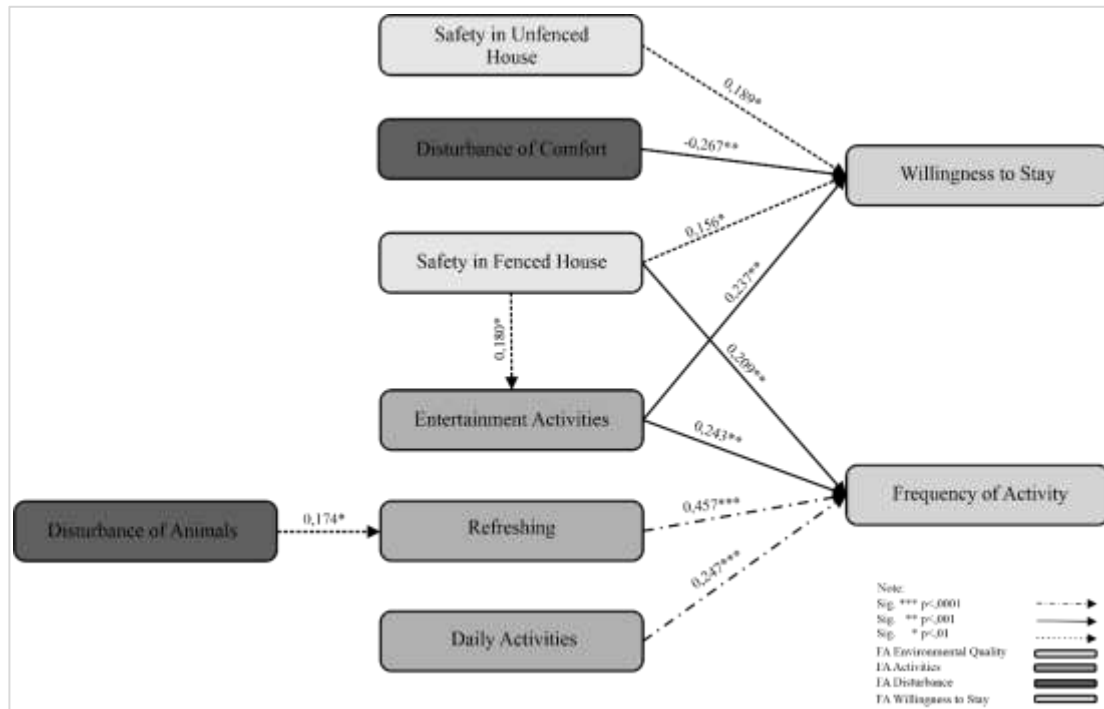 Safety in Unfenced
House
0,189*
Disturbance of Comfort
-0,267**
Willingness to Stay
0,156*
Safety in Fenced House
0,237**
0,180*
0,209**
Entertainment Activities
0,243**
Frequency of Activity
Disturbance of Animals
0,174*
Refreshing
0,457***
0,247***
Daily Activities
Note:
Sig. *** p<,0001
Sig. ** p<,001
Sig. * p<,01
FA Environmental Quality
FA Activities
FA Disturbance
FA Willingness to Stay